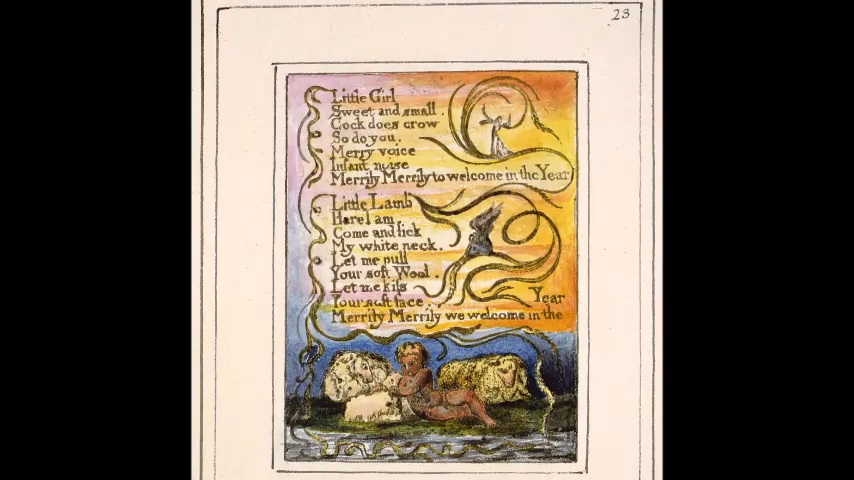 23
Little Girl
Sweet and small.
Cock does crow
So do you.
Merry voice
Infant noise
Merrily Merrily to welcome in the Year
Little Lamb
Here I am
Come and lick
My white neck.
Let me pull
Your soft Wool.
Let me kiss
Your soft face.
Year
Merrily Merrily we welcome in the